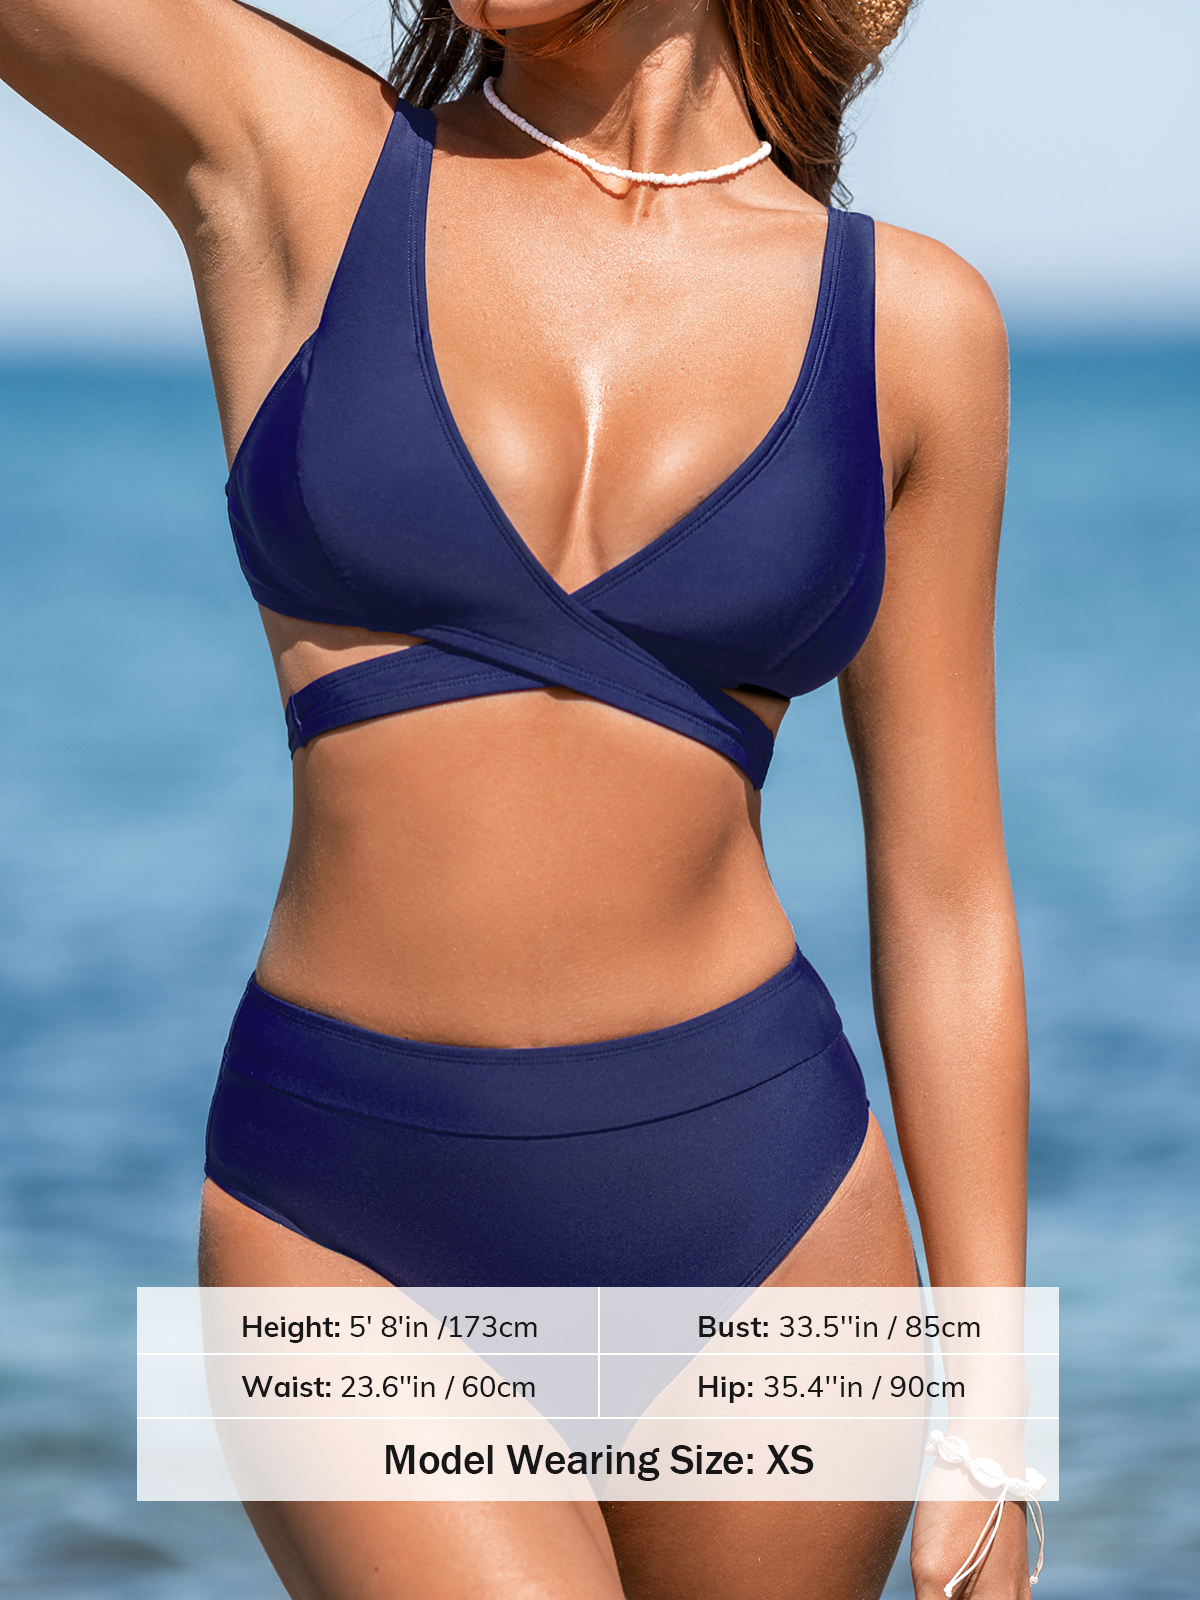 Height: 5' 8'in /173cm Bust: 33.5''in / 85cm
Waist: 23.6''in / 60cm Hip: 35.4''in / 90cm
Model Wearing Size: XS